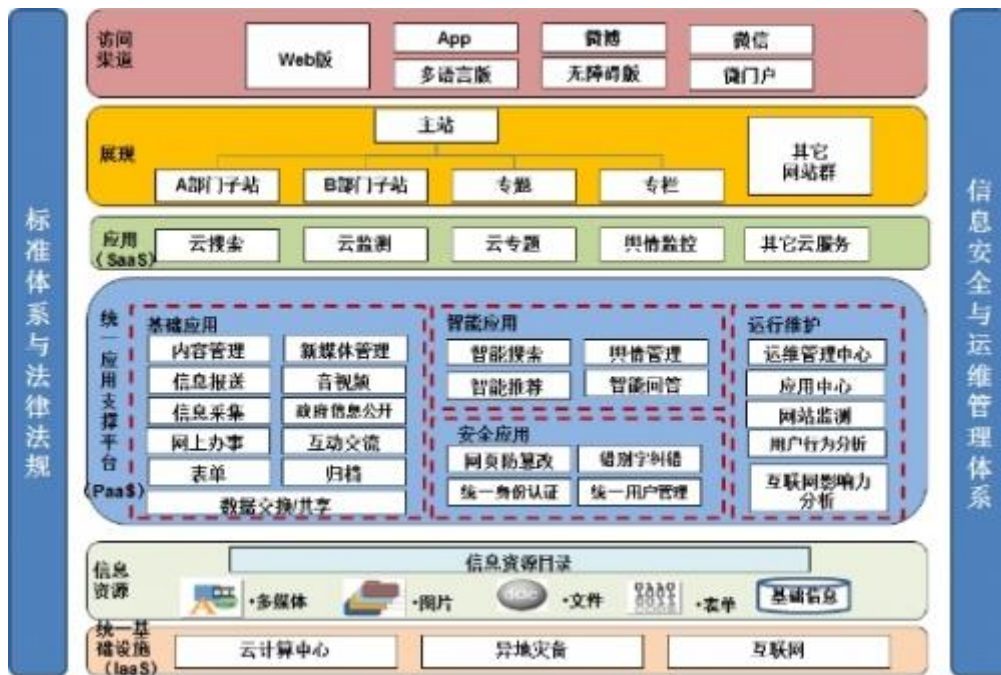 标准体系与法律法规
信息安全与运维管理体系
访问
渠道
Web版
App
微博
微信
多语言版
无障碍版
微门户
展现
主站
A部门子站
B部门子站
专题
专栏
其它
网站群
应用
(SaaS)
云搜索
云监测
云专题
舆情监控
其它云服务
统一应用支撑平台
(PaaS)
基础应用
内容管理
新媒体管理
信息报送
音视频
信息采集
政府信息公开
网上办事
互动交流
表单
归档
数据交换/共享
智能应用
智能搜索
舆情管理
智能推荐
智能问答
安全应用
网页防篡改
错别字纠错
统一身份认证
统一用户管理
运行维护
运维管理中心
应用中心
网站监测
用户行为分析
互联网影响力
分析
信息
资源
信息资源目录
·多媒体
·图片
·文件
·表单
基础信息
统一基
础设施
(IaaS)
云计算中心
异地灾备
互联网